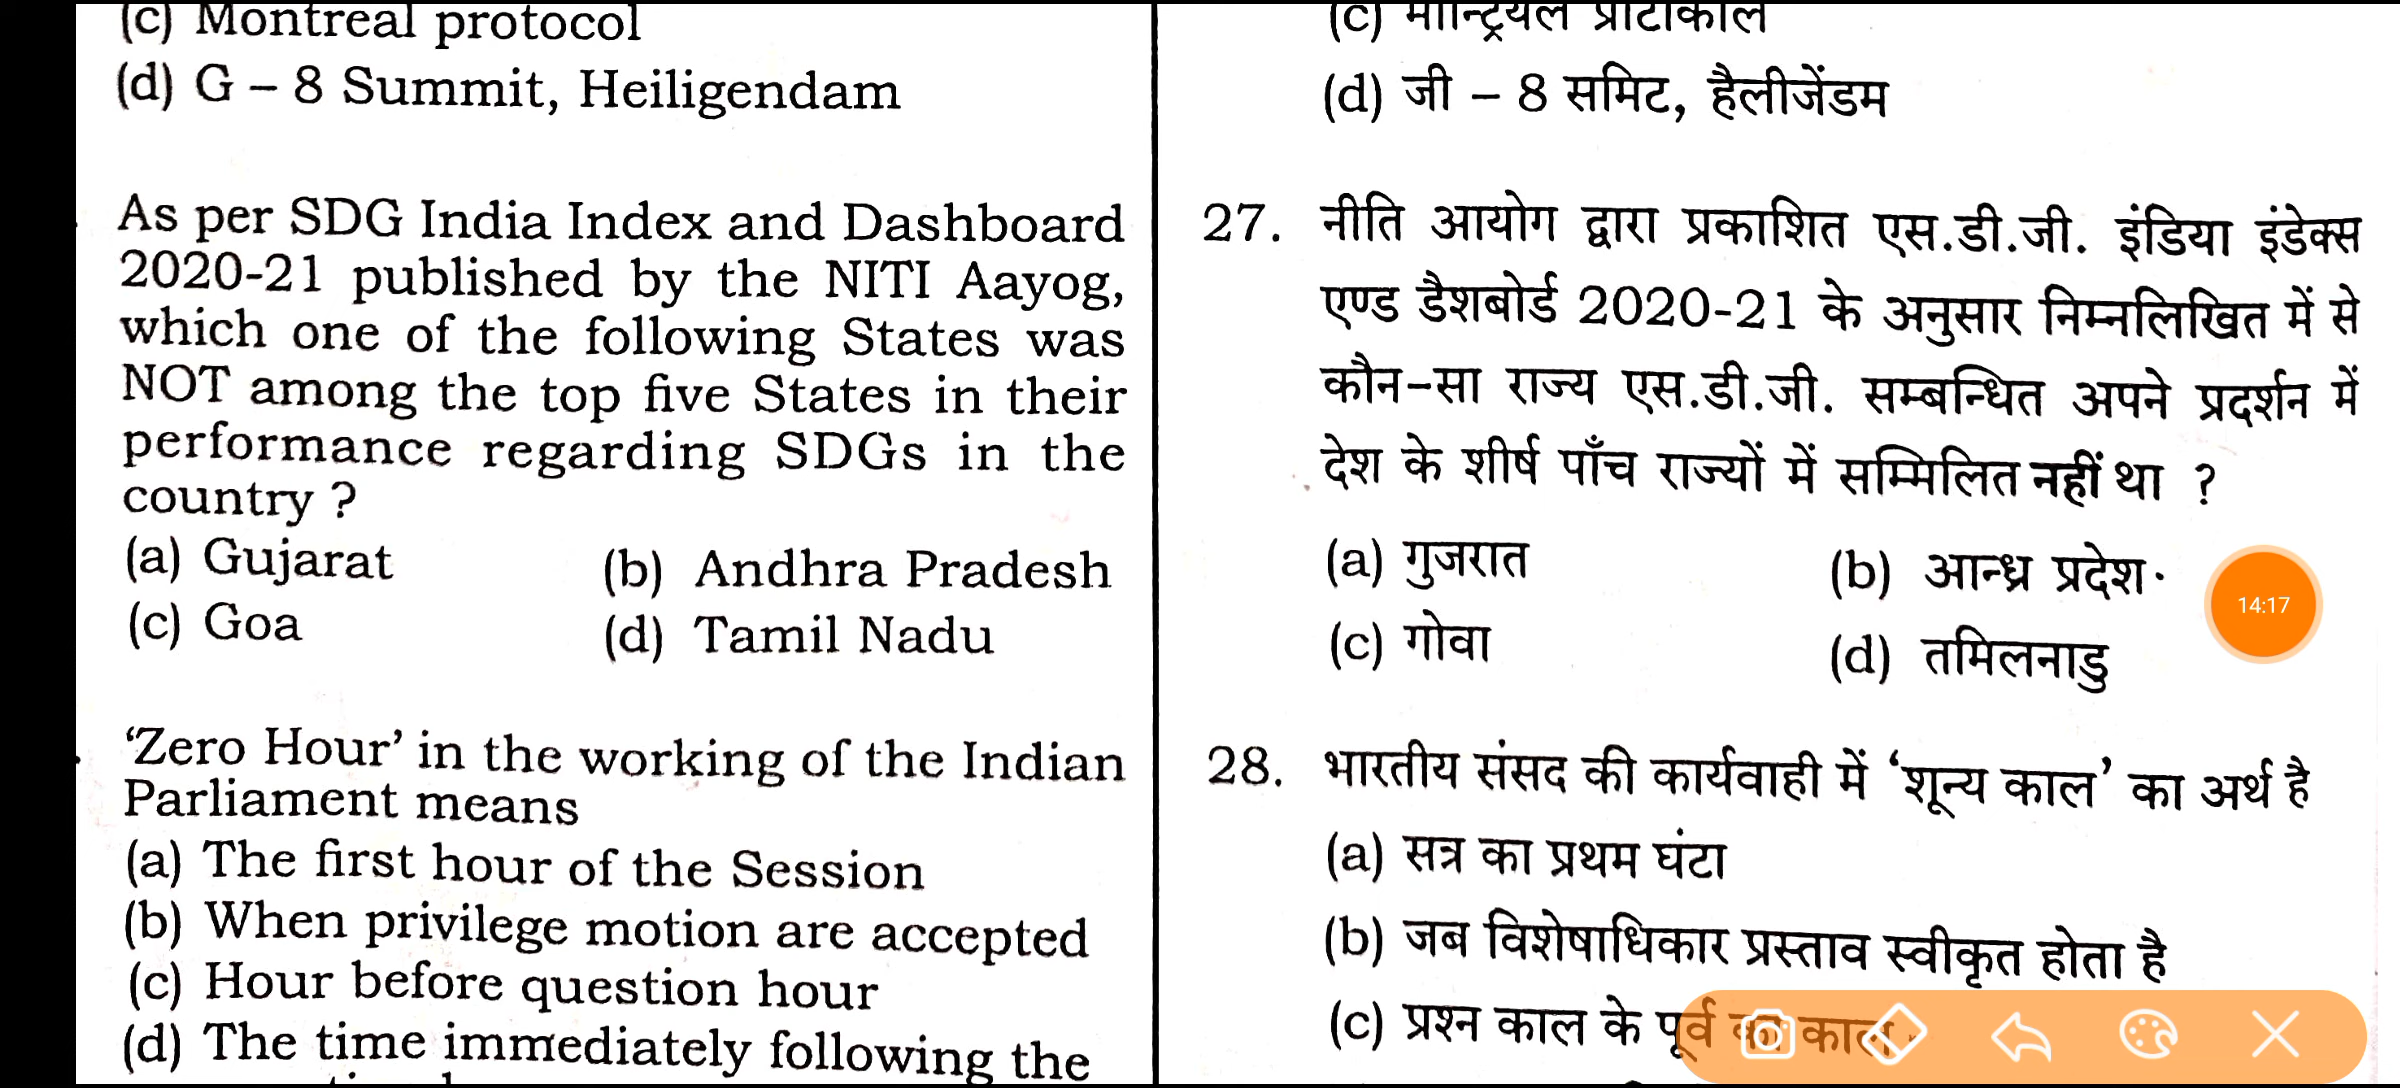 (c) Montreal protocol
(d) G – 8 Summit, Heiligendam
As per SDG India Index and Dashboard
2020-21 published by the NITI Aayog,
which one of the following States was
NOT among the top five States in their
performance regarding SDGs in the
country ?
(a) Gujarat (b) Andhra Pradesh
(c) Goa (d) Tamil Nadu
‘Zero Hour’ in the working of the Indian
Parliament means
(a) The first hour of the Session
(b) When privilege motion are accepted
(c) Hour before question hour
(d) The time immediately following the
(c) मॉन्ट्रियल प्रोटोकॉल
(d) जी – 8 समिट, हैलीजेंडम
27. नीति आयोग द्वारा प्रकाशित एस.डी.जी. इंडिया इंडेक्स
एण्ड डैशबोर्ड 2020-21 के अनुसार निम्नलिखित में से
कौन-सा राज्य एस.डी.जी. सम्बन्धित अपने प्रदर्शन में
देश के शीर्ष पाँच राज्यों में सम्मिलित नहीं था ?
(a) गुजरात (b) आन्ध्र प्रदेश
(c) गोवा (d) तमिलनाडु
14:17
28. भारतीय संसद की कार्यवाही में ‘शून्य काल’ का अर्थ है
(a) सत्र का प्रथम घंटा
(b) जब विशेषाधिकार प्रस्ताव स्वीकृत होता है
(c) प्रश्न काल के पूर्व का काल